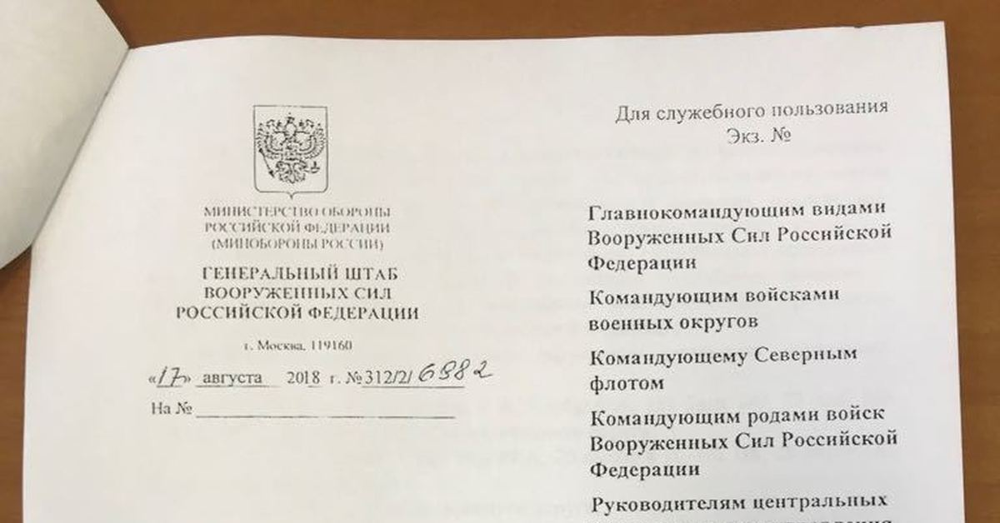 Для служебного пользования
Экз. №
МИНИСТЕРСТВО ОБОРОНЫ
РОССИЙСКОЙ ФЕДЕРАЦИИ
(МИНОБОРОНЫ РОССИИ)
ГЕНЕРАЛЬНЫЙ ШТАБ
ВООРУЖЕННЫХ СИЛ
РОССИЙСКОЙ ФЕДЕРАЦИИ
г. Москва, 119160
«17» августа 2018 г. №312/2/6982
На №
Главнокомандующим видами
Вооруженных Сил Российской
Федерации
Командующим войсками
военных округов
Командующему Северным
флотом
Командующим родами войск
Вооруженных Сил Российской
Федерации
Руководителям центральных